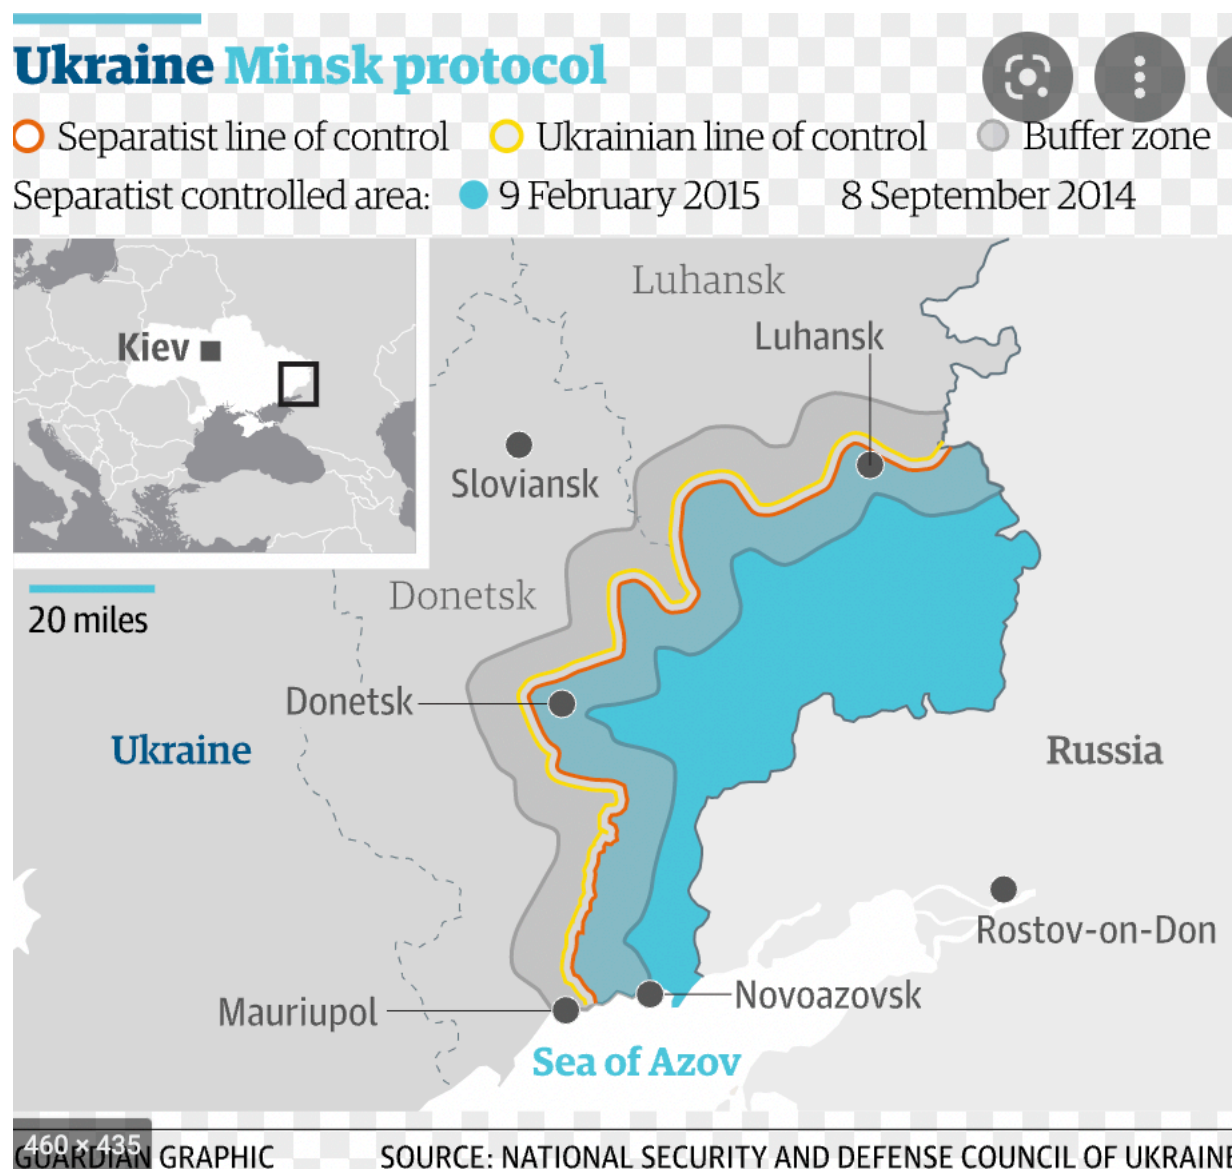 Ukraine Minsk protocol
Separatist line of control Ukrainian line of control Buffer zone
Separatist controlled area: 9 February 2015 8 September 2014
Luhansk
Luhansk
Kiev
Sloviansk
Donetsk
20 miles
Donetsk
Ukraine
Russia
Rostov-on-Don
Mauriupol
Novoazovsk
Sea of Azov
460 × 435
GUARDIAN GRAPHIC SOURCE: NATIONAL SECURITY AND DEFENSE COUNCIL OF UKRAIN